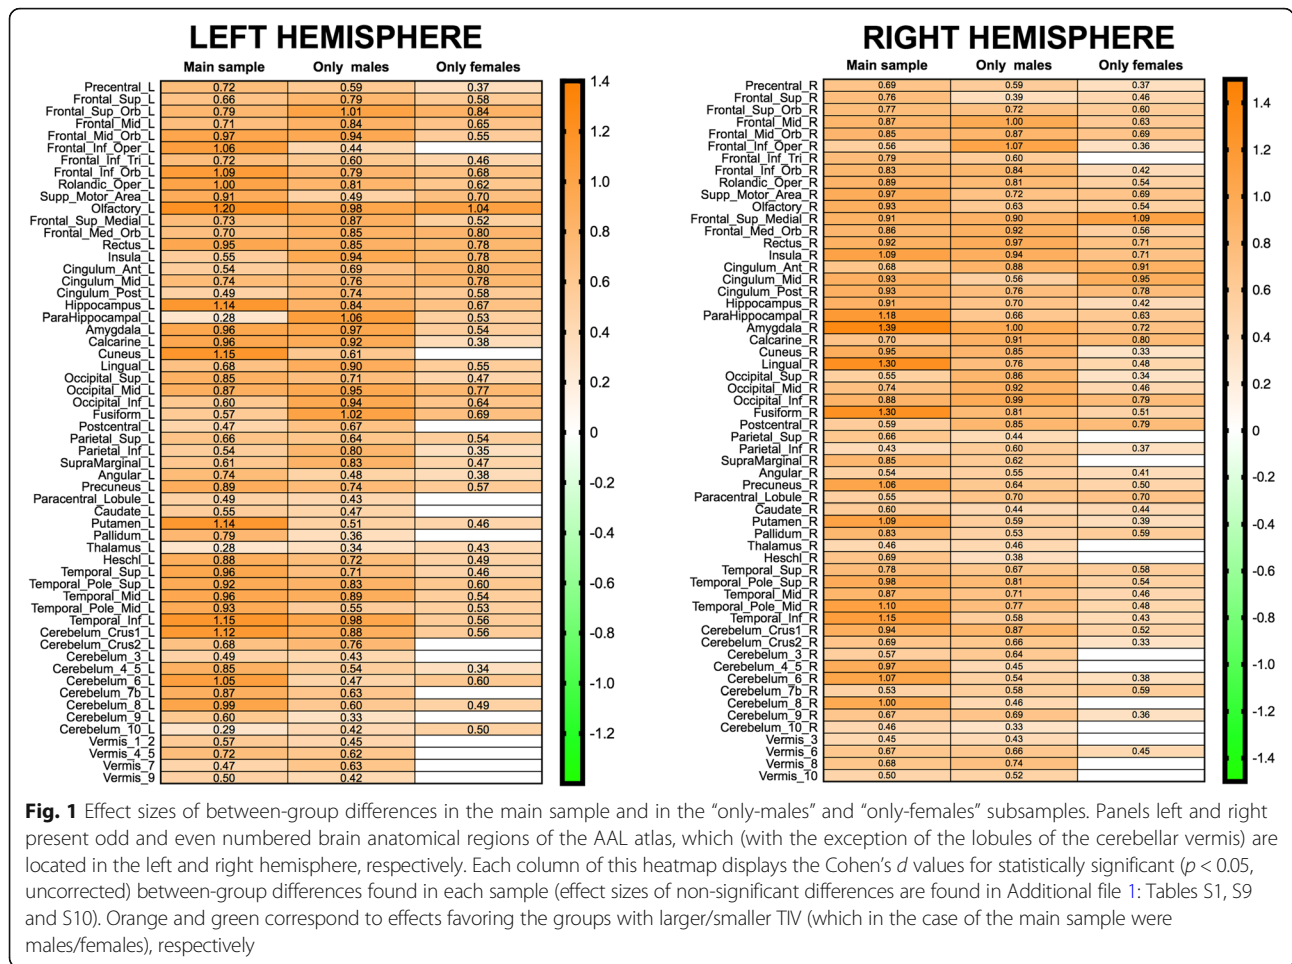 LEFT HEMISPHERE
Main sample Only males Only females
Precentral_L 0.72 0.59 0.37
Frontal_Sup_L 0.66 0.79 0.58
Frontal_Sup_Orb_L 0.79 1.01 0.84
Frontal_Mid_L 0.71 0.84 0.65
Frontal_Mid_Orb_L 0.97 0.94 0.55
Frontal_Inf_Oper_L 1.06 0.44
Frontal_Inf_Tri_L 0.72 0.60 0.46
Frontal_Inf_Orb_L 1.09 0.79 0.68
Rolandic_Oper_L 1.00 0.81 0.62
Supp_Motor_Area_L 0.91 0.49 0.70
Olfactory_L 1.20 0.98 1.04
Frontal_Sup_Medial_L 0.73 0.87 0.52
Frontal_Med_Orb_L 0.70 0.85 0.80
Rectus_L 0.95 0.85 0.78
Insula_L 0.55 0.94 0.78
Cingulum_Ant_L 0.54 0.69 0.80
Cingulum_Mid_L 0.74 0.76 0.78
Cingulum_Post_L 0.49 0.74 0.58
Hippocampus_L 1.14 0.84 0.67
ParaHippocampal_L 0.28 1.06 0.53
Amygdala_L 0.96 0.97 0.54
Calcarine_L 0.96 0.92 0.38
Cuneus_L 1.15 0.61
Lingual_L 0.68 0.90 0.55
Occipital_Sup_L 0.85 0.71 0.47
Occipital_Mid_L 0.87 0.95 0.77
Occipital_Inf_L 0.60 0.94 0.64
Fusiform_L 0.57 1.02 0.69
Postcentral_L 0.47 0.67
Parietal_Sup_L 0.66 0.64 0.54
Parietal_Inf_L 0.54 0.80 0.35
SupraMarginal_L 0.61 0.83 0.47
Angular_L 0.74 0.48 0.38
Precuneus_L 0.89 0.74 0.57
Paracentral_Lobule_L 0.49 0.43
Caudate_L 0.55 0.47
Putamen_L 1.14 0.51 0.46
Pallidum_L 0.79 0.36
Thalamus_L 0.28 0.34 0.43
Heschl_L 0.88 0.72 0.49
Temporal_Sup_L 0.96 0.71 0.46
Temporal_Pole_Sup_L 0.92 0.83 0.60
Temporal_Mid_L 0.96 0.89 0.54
Temporal_Pole_Mid_L 0.93 0.55 0.53
Temporal_Inf_L 1.15 0.98 0.56
Cerebelum_Crus1_L 1.12 0.88 0.56
Cerebelum_Crus2_L 0.68 0.76
Cerebelum_3_L 0.49 0.43
Cerebelum_4_5_L 0.85 0.54 0.34
Cerebelum_6_L 1.05 0.47 0.60
Cerebelum_7b_L 0.87 0.63
Cerebelum_8_L 0.99 0.60 0.49
Cerebelum_9_L 0.60 0.33
Cerebelum_10_L 0.29 0.42 0.50
Vermis_1_2 0.57 0.45
Vermis_4_5 0.72 0.62
Vermis_7 0.47 0.63
Vermis_9 0.50 0.42
1.4
1.2
1.0
0.8
0.6
0.4
0.2
0
-0.2
-0.4
-0.6
-0.8
-1.0
-1.2
RIGHT HEMISPHERE
Main sample Only males Only females
Precentral_R 0.69 0.59 0.37
Frontal_Sup_R 0.76 0.39 0.46
Frontal_Sup_Orb_R 0.77 0.72 0.60
Frontal_Mid_R 0.87 1.00 0.63
Frontal_Mid_Orb_R 0.85 0.87 0.69
Frontal_Inf_Oper_R 0.56 1.07 0.36
Frontal_Inf_Tri_R 0.79 0.60
Frontal_Inf_Orb_R 0.83 0.84 0.42
Rolandic_Oper_R 0.89 0.81 0.54
Supp_Motor_Area_R 0.97 0.72 0.69
Olfactory_R 0.93 0.63 0.54
Frontal_Sup_Medial_R 0.91 0.90 1.09
Frontal_Med_Orb_R 0.86 0.92 0.56
Rectus_R 0.92 0.97 0.71
Insula_R 1.09 0.94 0.71
Cingulum_Ant_R 0.68 0.88 0.91
Cingulum_Mid_R 0.93 0.56 0.95
Cingulum_Post_R 0.93 0.76 0.78
Hippocampus_R 0.91 0.70 0.42
ParaHippocampal_R 1.18 0.66 0.63
Amygdala_R 1.39 1.00 0.72
Calcarine_R 0.70 0.91 0.80
Cuneus_R 0.95 0.85 0.33
Lingual_R 1.30 0.76 0.48
Occipital_Sup_R 0.55 0.86 0.34
Occipital_Mid_R 0.74 0.92 0.46
Occipital_Inf_R 0.88 0.99 0.79
Fusiform_R 1.30 0.81 0.51
Postcentral_R 0.59 0.85 0.79
Parietal_Sup_R 0.66 0.44
Parietal_Inf_R 0.43 0.60 0.37
SupraMarginal_R 0.85 0.62
Angular_R 0.54 0.55 0.41
Precuneus_R 1.06 0.64 0.50
Paracentral_Lobule_R 0.55 0.70 0.70
Caudate_R 0.60 0.44 0.44
Putamen_R 1.09 0.59 0.39
Pallidum_R 0.83 0.53 0.59
Thalamus_R 0.46 0.46
Heschl_R 0.69 0.38
Temporal_Sup_R 0.78 0.67 0.58
Temporal_Pole_Sup_R 0.98 0.81 0.54
Temporal_Mid_R 0.87 0.71 0.46
Temporal_Pole_Mid_R 1.10 0.77 0.48
Temporal_Inf_R 1.15 0.58 0.43
Cerebelum_Crus1_R 0.94 0.87 0.52
Cerebelum_Crus2_R 0.69 0.66 0.33
Cerebelum_3_R 0.57 0.64
Cerebelum_4_5_R 0.97 0.45
Cerebelum_6_R 1.07 0.54 0.38
Cerebelum_7b_R 0.53 0.58 0.59
Cerebelum_8_R 1.00 0.46
Cerebelum_9_R 0.67 0.69 0.36
Cerebelum_10_R 0.46 0.33
Vermis_3 0.45 0.43
Vermis_6 0.67 0.66 0.45
Vermis_8 0.68 0.74
Vermis_10 0.50 0.52
1.4
1.2
1.0
0.8
0.6
0.4
0.2
0
-0.2
-0.4
-0.6
-0.8
-1.0
-1.2
-1.4
Fig. 1 Effect sizes of between-group differences in the main sample and in the “only-males” and “only-females” subsamples. Panels left and right
present odd and even numbered brain anatomical regions of the AAL atlas, which (with the exception of the lobules of the cerebellar vermis) are
located in the left and right hemisphere, respectively. Each column of this heatmap displays the Cohen’s d values for statistically significant (p < 0.05,
uncorrected) between-group differences found in each sample (effect sizes of non-significant differences are found in Additional file 1: Tables S1, S9
and S10). Orange and green correspond to effects favoring the groups with larger/smaller TIV (which in the case of the main sample were
males/females), respectively